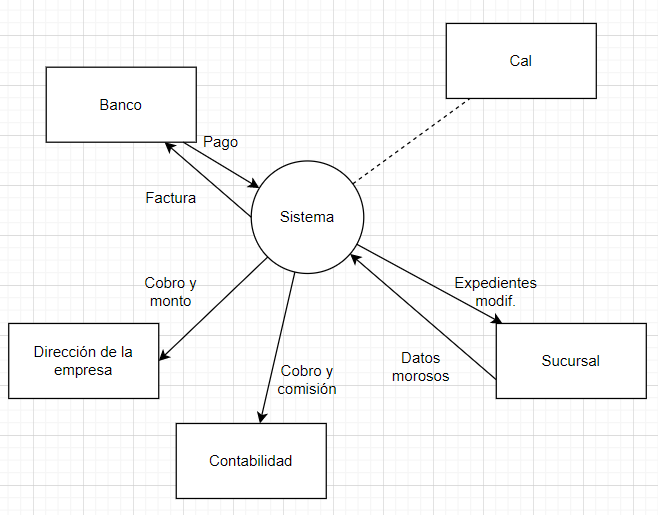 Cal
Banco
Pago
Factura
Sistema
Cobro y
monto
Expedientes
modif.
Dirección de la
empresa
Datos
morosos
Sucursal
Cobro y
comisión
Contabilidad